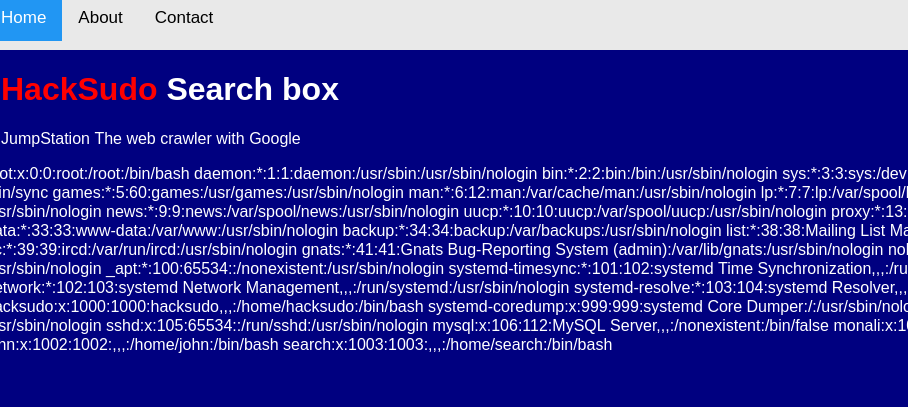 Home About Contact
HackSudo Search box
JumpStation The web crawler with Google
ot:x:0:0:root:/root:/bin/bash daemon:*:1:1:daemon:/usr/sbin:/usr/sbin/nologin bin:*:2:2:bin:/bin:/usr/sbin/nologin sys:*:3:3:sys:/dev
in/sync games:*:5:60:games:/usr/games:/usr/sbin/nologin man:*:6:12:man:/var/cache/man:/usr/sbin/nologin lp:*:7:7:lp:/var/spool/
sr/sbin/nologin news:*:9:9:news:/var/spool/news:/usr/sbin/nologin uucp:*:10:10:uucp:/var/spool/uucp:/usr/sbin/nologin proxy:*:13:
ata:*:33:33:www-data:/var/www:/usr/sbin/nologin backup:*:34:34:backup:/var/backups:/usr/sbin/nologin list:*:38:38:Mailing List Ma
:*:39:39:ircd:/var/run/ircd:/usr/sbin/nologin gnats:*:41:41:Gnats Bug-Reporting System (admin):/var/lib/gnats:/usr/sbin/nologin no
sr/sbin/nologin _apt:*:100:65534::/nonexistent:/usr/sbin/nologin systemd-timesync:*:101:102:systemd Time Synchronization,,,:/ru
etwork:*:102:103:systemd Network Management,,,:/run/systemd:/usr/sbin/nologin systemd-resolve:*:103:104:systemd Resolver,,,
acksudo:x:1000:1000:hacksudo,,,:/home/hacksudo:/bin/bash systemd-coredump:x:999:999:systemd Core Dumper:/:/usr/sbin/nolo
sr/sbin/nologin sshd:x:105:65534::/run/sshd:/usr/sbin/nologin mysql:x:106:112:MySQL Server,,,:/nonexistent:/bin/false monali:x:10
hn:x:1002:1002:,,,:/home/john:/bin/bash search:x:1003:1003:,,,:/home/search:/bin/bash